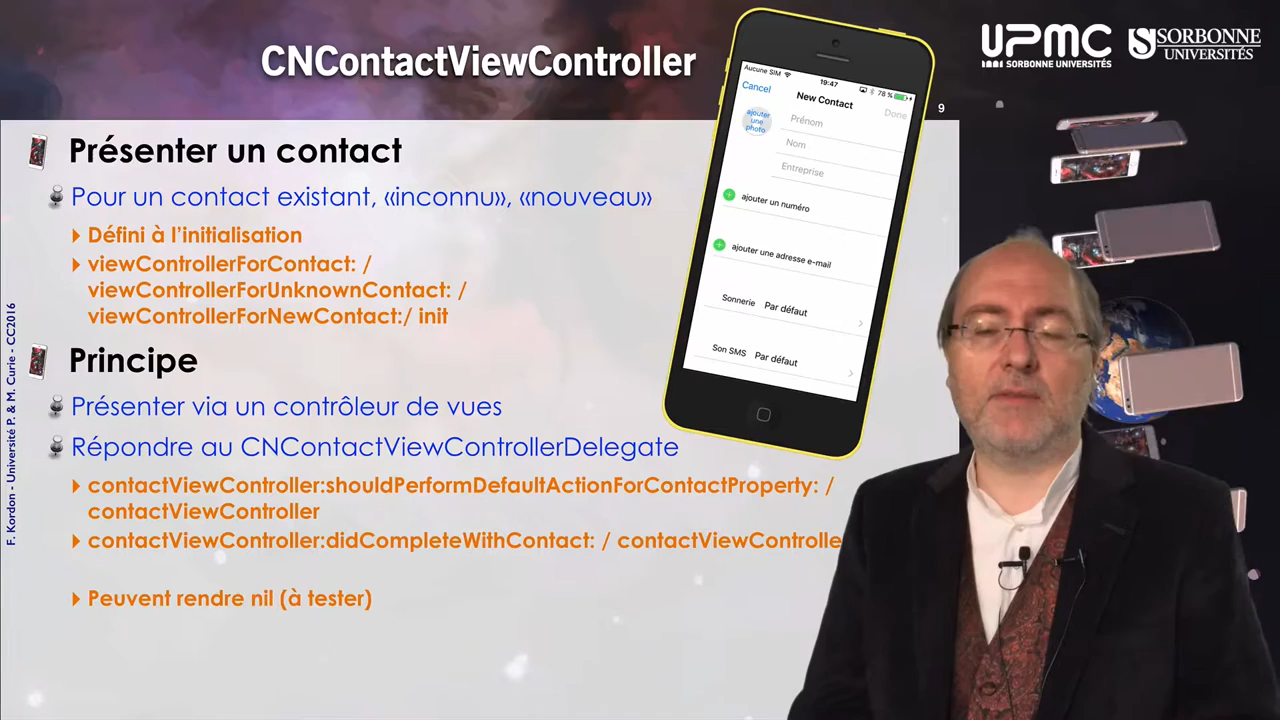 CNContactViewController
UPMC
SORBONNE UNIVERSITÉS
SORBONNE
UNIVERSITÉS
9
Présenter un contact
Pour un contact existant, «inconnu», «nouveau»
Défini à l'initialisation
viewControllerForContact: /
viewControllerForUnknownContact: /
viewControllerForNewContact:/ init
Principe
Présenter via un contrôleur de vues
Répondre au CNContactViewControllerDelegate
contactViewController:shouldPerformDefaultActionForContactProperty: /
contactViewController
contactViewController:didCompleteWithContact: / contactViewControlle
Peuvent rendre nil (à tester)
F. Kordon - Université P. & M. Curie - CC2016
Aucune SIM 19:47 78 %
Cancel New Contact Done
ajouter
une
photo
Prénom
Nom
Entreprise
ajouter un numéro
ajouter une adresse e-mail
Sonnerie Par défaut
Son SMS Par défaut